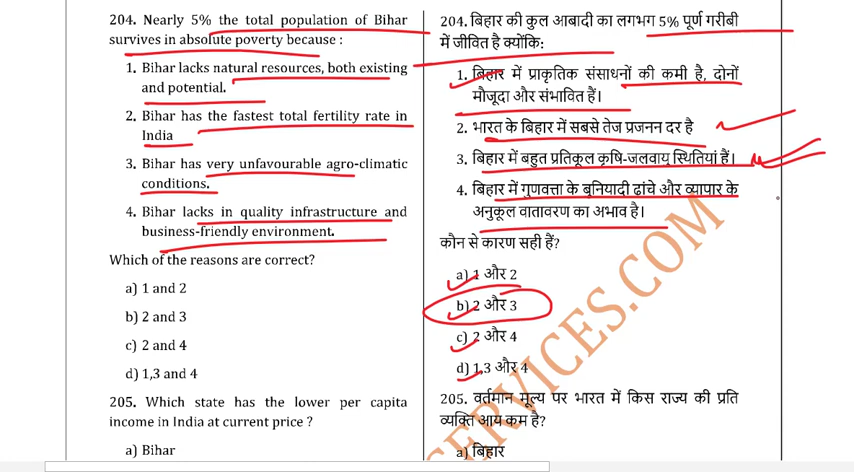 204. Nearly 5% the total population of Bihar
survives in absolute poverty because :
1. Bihar lacks natural resources, both existing
and potential.
2. Bihar has the fastest total fertility rate in
India
3. Bihar has very unfavourable agro-climatic
conditions.
4. Bihar lacks in quality infrastructure and
business-friendly environment.
Which of the reasons are correct?
a) 1 and 2
b) 2 and 3
c) 2 and 4
d) 1,3 and 4
205. Which state has the lower per capita
income in India at current price ?
a) Bihar
204. बिहार की कुल आबादी का लगभग 5% पूर्ण गरीबी
में जीवित है क्योंकि:
1. बिहार में प्राकृतिक संसाधनों की कमी है, दोनों
मौजूदा और संभावित हैं।
2. भारत के बिहार में सबसे तेज प्रजनन दर है
3. बिहार में बहुत प्रतिकूल कृषि-जलवायु स्थितियां हैं।
4. बिहार में गुणवत्ता के बुनियादी ढांचे और व्यापार के
अनुकूल वातावरण का अभाव है।
कौन से कारण सही हैं?
a) 1 और 2
b) 2 और 3
c) 2 और 4
d) 1,3 और 4
205. वर्तमान मूल्य पर भारत में किस राज्य की प्रति
व्यक्ति आय कम है?
a) बिहार
SERVICES.COM